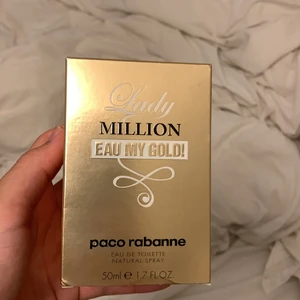 Lady
MILLION
EAU MY GOLD!
paco rabanne
EAU DE TOILETTE
NATURAL SPRAY
50ml e 1.7 FL.OZ.